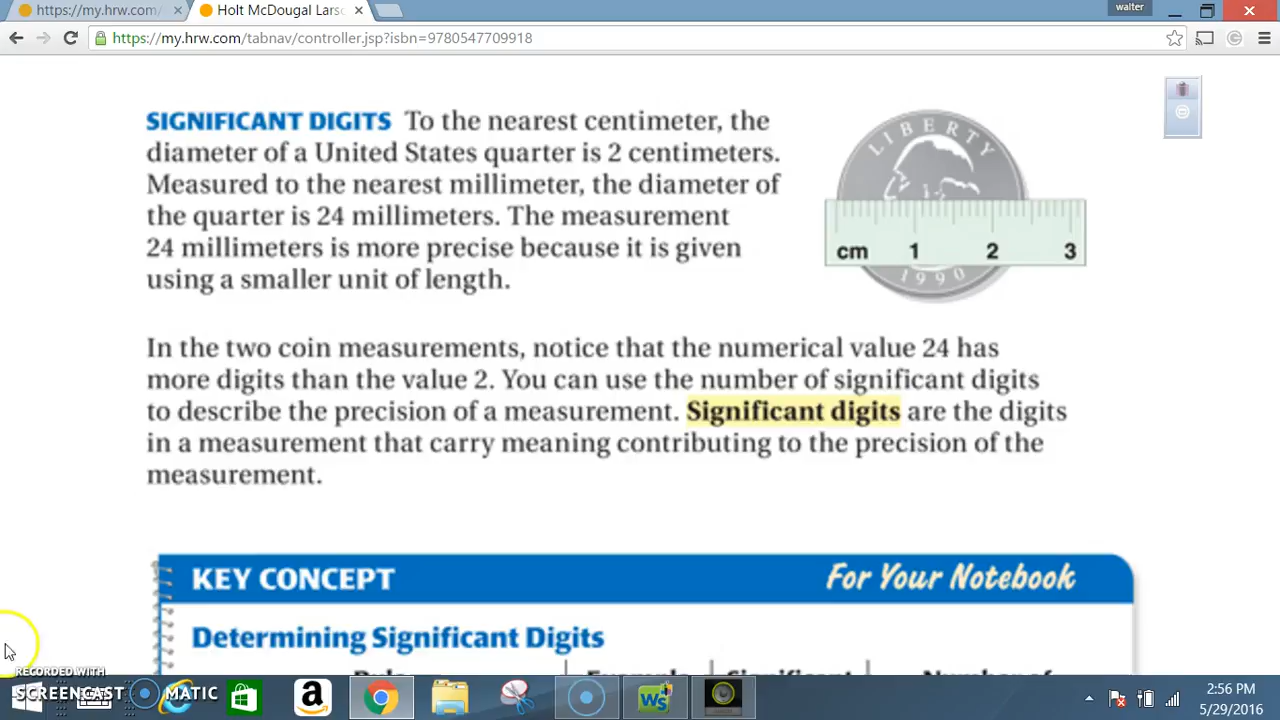 https://my.hrw.com/
Holt McDougal Lars
walter
https://my.hrw.com/tabnav/controller.jsp?isbn=9780547709918
SIGNIFICANT DIGITS To the nearest centimeter, the
diameter of a United States quarter is 2 centimeters.
Measured to the nearest millimeter, the diameter of
the quarter is 24 millimeters. The measurement
24 millimeters is more precise because it is given
using a smaller unit of length.
LIBERTY
cm 1 2 3
1990
In the two coin measurements, notice that the numerical value 24 has
more digits than the value 2. You can use the number of significant digits
to describe the precision of a measurement. Significant digits are the digits
in a measurement that carry meaning contributing to the precision of the
measurement.
KEY CONCEPT
For Your Notebook
Determining Significant Digits
Rule Example Significant Number of
RECORDED WITH
SCREENCAST MATIC
a
WS
2:56 PM
5/29/2016